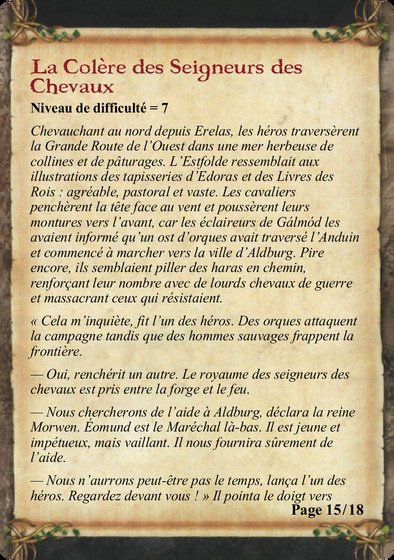 La Colère des Seigneurs des
Chevaux
Niveau de difficulté = 7
Chevauchant au nord depuis Erelas, les héros traversèrent
la Grande Route de l'Ouest dans une mer herbeuse de
collines et de pâturages. L'Estfolde ressemblait aux
illustrations des tapisseries d'Edoras et des Livres des
Rois : agréable, pastoral et vaste. Les cavaliers
penchèrent la tête face au vent et poussèrent leurs
montures vers l'avant, car les éclaireurs de Gálmód les
avaient informé qu'un ost d'orques avait traversé l'Anduin
et commencé à marcher vers la ville d'Aldburg. Pire
encore, ils semblaient piller des haras en chemin,
renforçant leur nombre avec de lourds chevaux de guerre
et massacrant ceux qui résistaient.
« Cela m'inquiète, fit l'un des héros. Des orques attaquent
la campagne tandis que des hommes sauvages frappent la
frontière.
— Oui, renchérit un autre. Le royaume des seigneurs des
chevaux est pris entre la forge et le feu.
— Nous chercherons de l'aide à Aldburg, déclara la reine
Morwen. Éomund est le Maréchal là-bas. Il est jeune et
impétueux, mais vaillant. Il nous fournira sûrement de
l'aide.
— Nous n'aurrons peut-être pas le temps, lança l'un des
héros. Regardez devant vous ! » Il pointa le doigt vers
Page 15/18